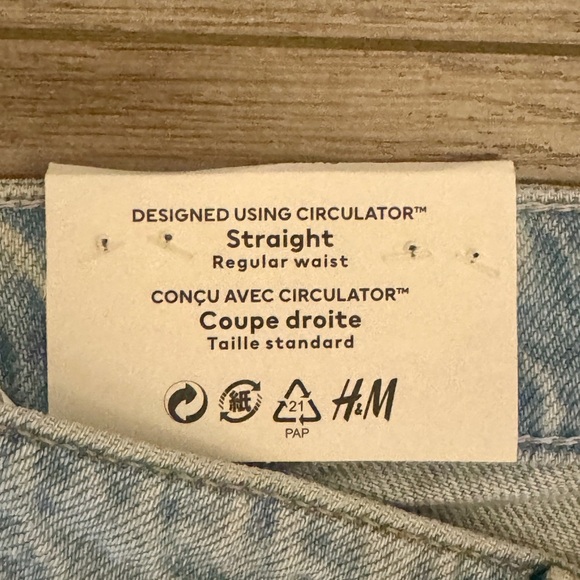 DESIGNED USING CIRCULATOR™
Straight
Regular waist
CONÇU AVEC CIRCULATOR™
Coupe droite
Taille standard
紙 21 H&M
PAP